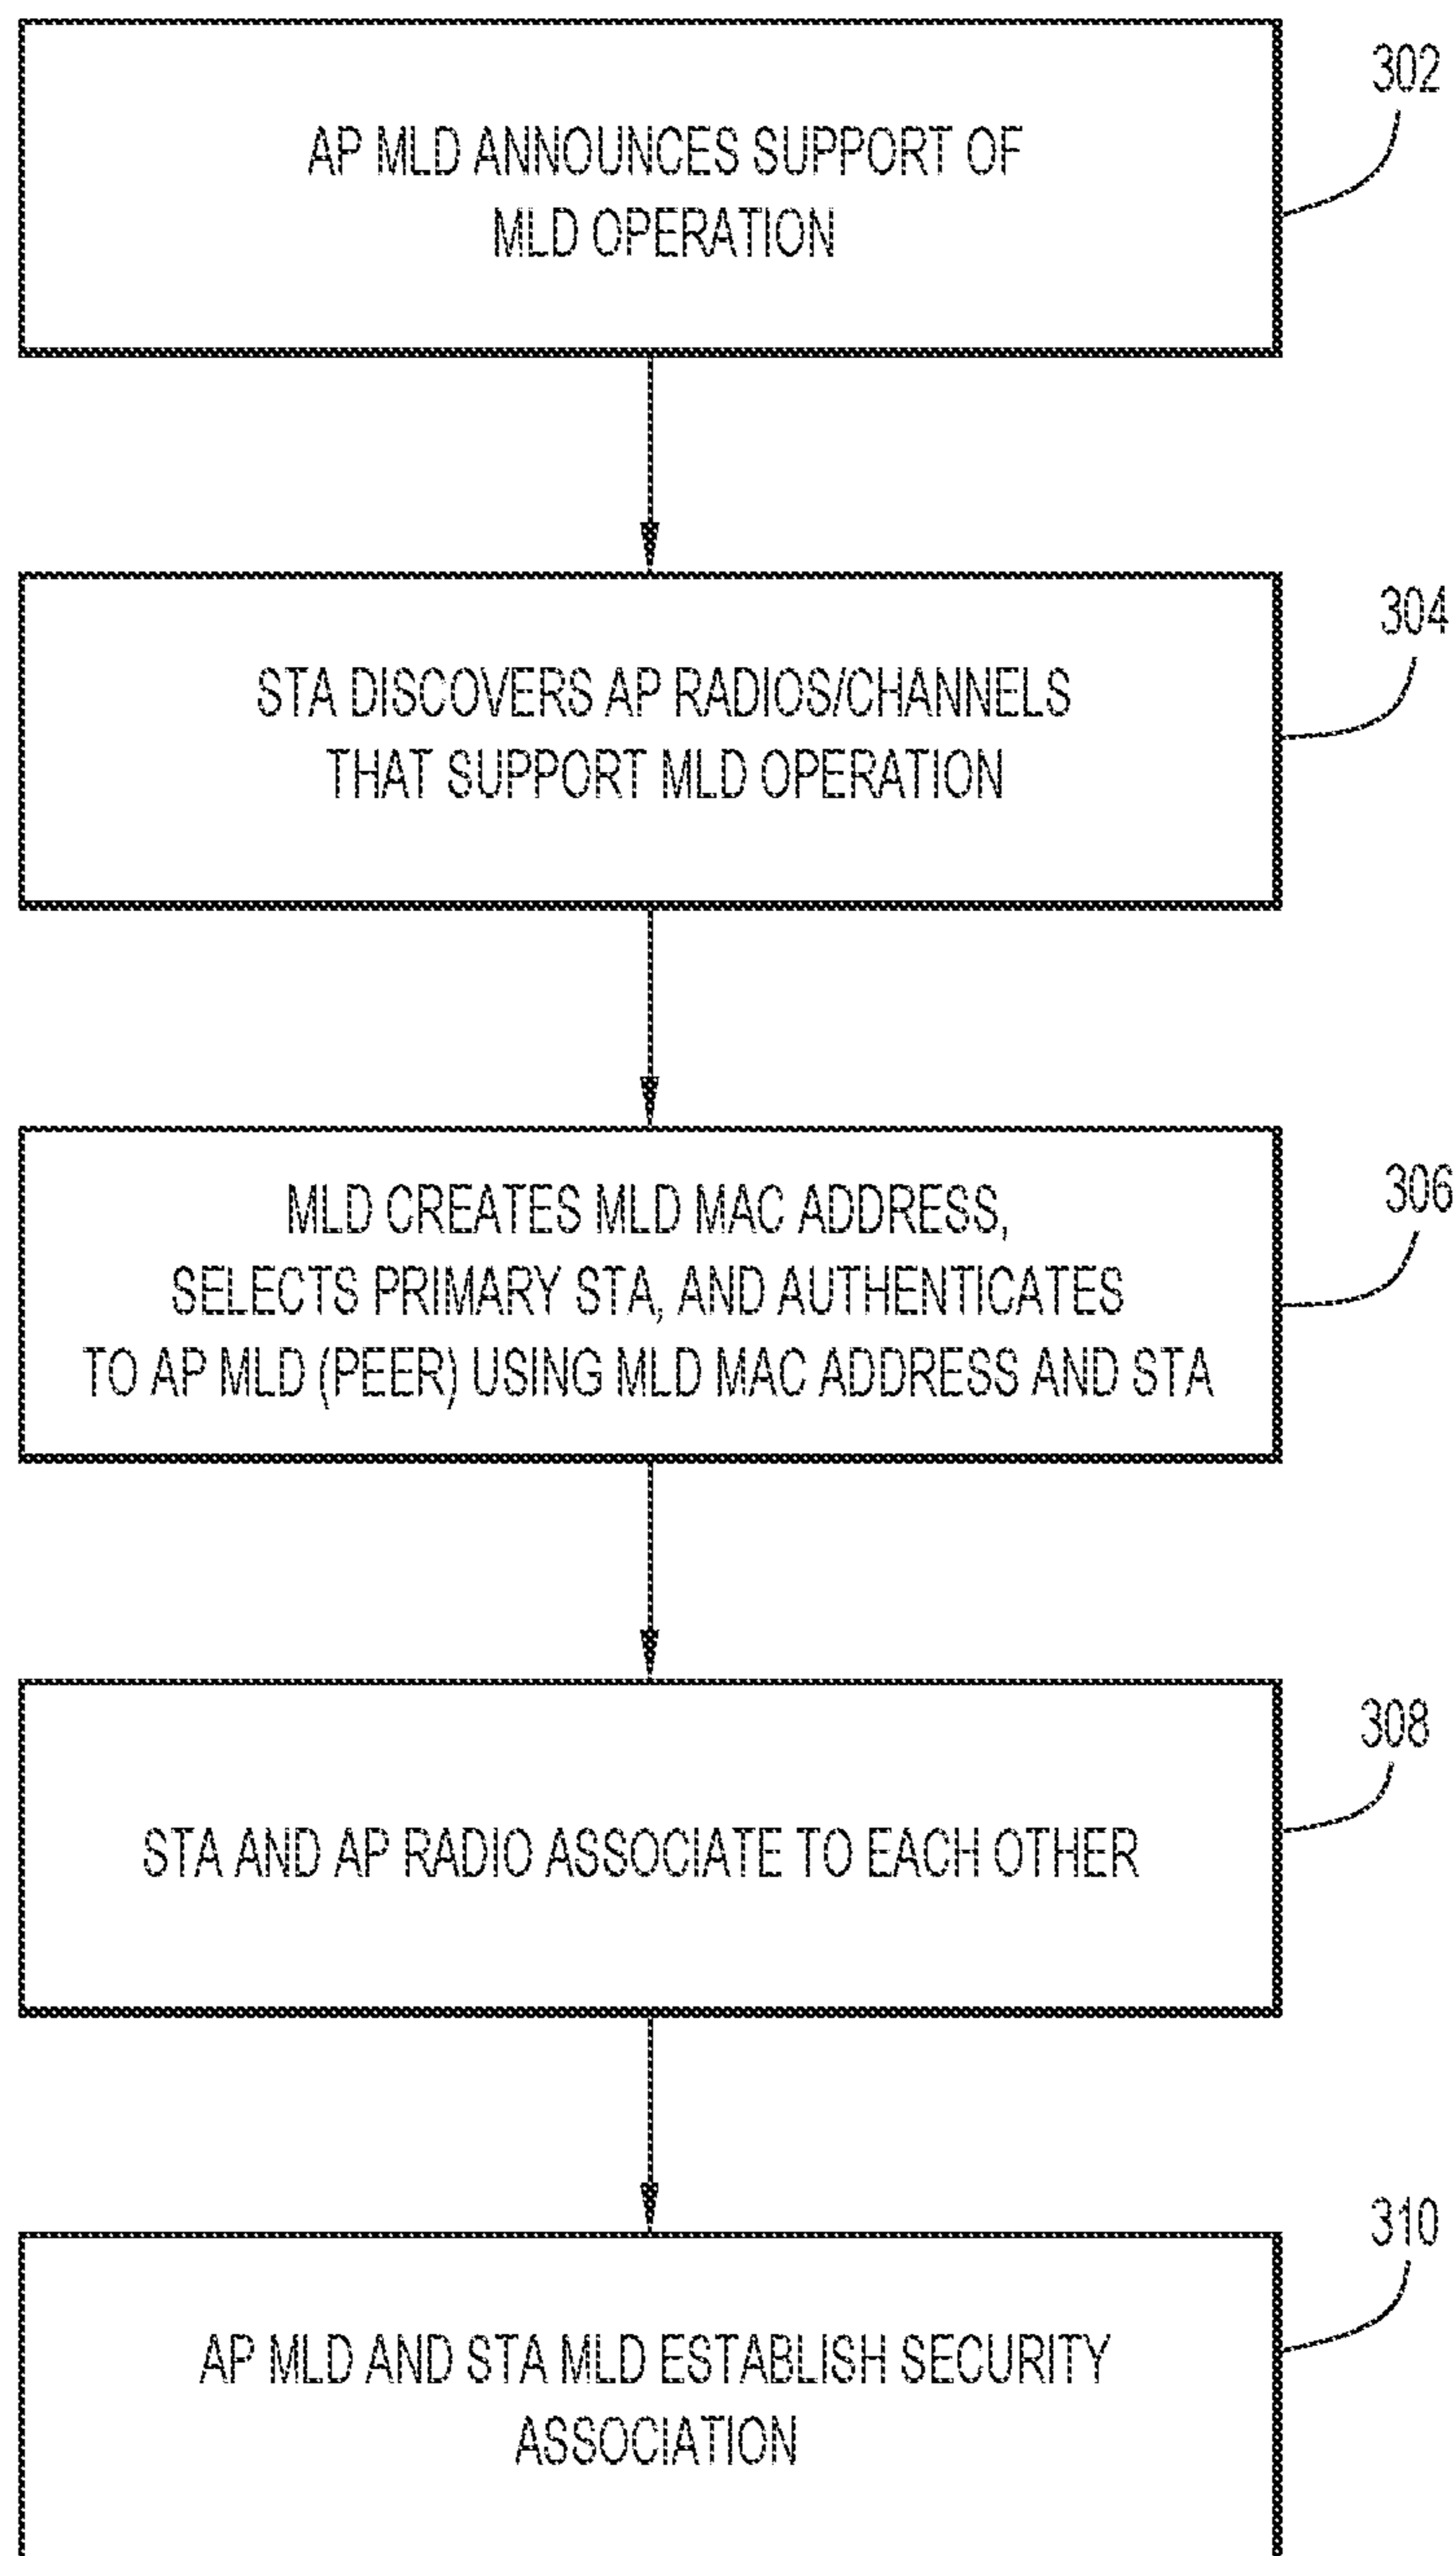 302
AP MLD ANNOUNCES SUPPORT OF
MLD OPERATION
304
STA DISCOVERS AP RADIOS/CHANNELS
THAT SUPPORT MLD OPERATION
306
MLD CREATES MLD MAC ADDRESS,
SELECTS PRIMARY STA, AND AUTHENTICATES
TO AP MLD (PEER) USING MLD MAC ADDRESS AND STA
308
STA AND AP RADIO ASSOCIATE TO EACH OTHER
310
AP MLD AND STA MLD ESTABLISH SECURITY
ASSOCIATION